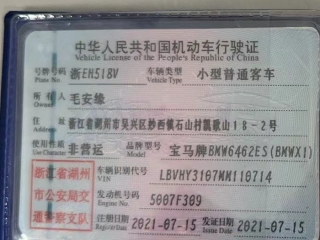 中华人民共和国机动车行驶证
Vehicle License of the People's Republic of China
号牌号码 浙EH518V 车辆类型 小型普通客车
Plate No. Vehicle Type
所有人 毛安缘
Owner
住址 浙江省湖州市吴兴区妙西镇石山村瓢歌山18-2号
Address
使用性质 非营运 品牌型号 宝马牌BMW6462ES(BMWX1)
Use Character Model
浙江省湖州市公安局交通警察支队
车辆识别代号 LBVHY3107MM110714
VIN
发动机号码 5007F309
Engine No.
注册日期 2021-07-15 发证日期 2021-07-15
Register Date Issue Date